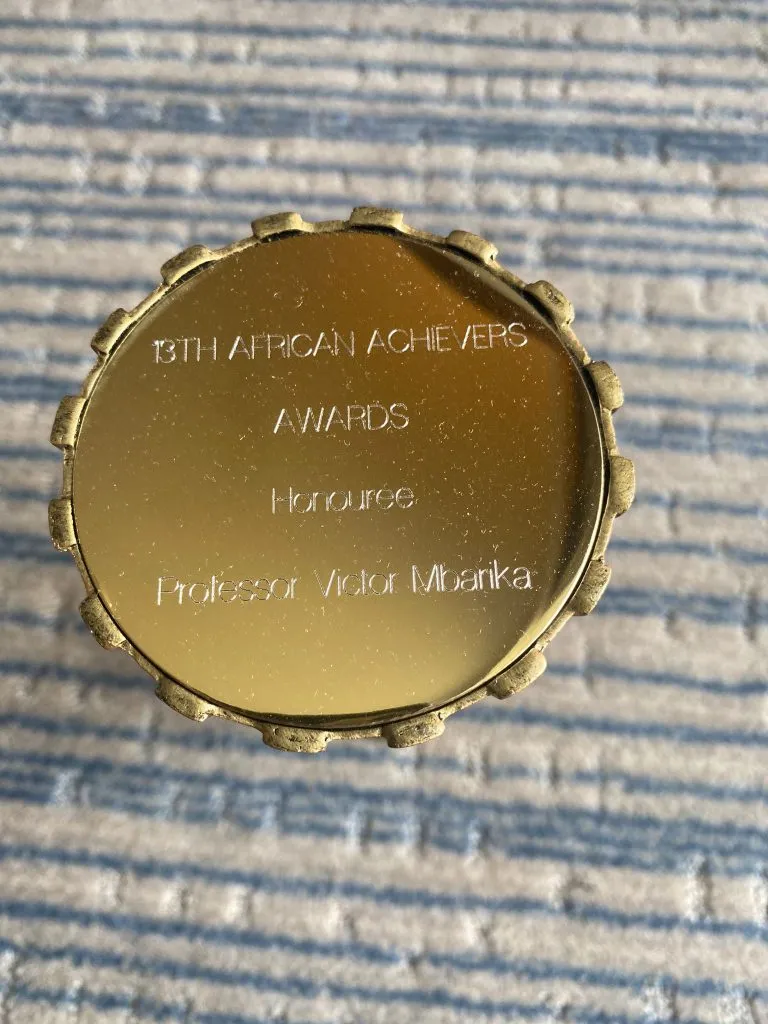 13TH AFRICAN ACHIEVERS
AWARDS
Honouree
Professor Victor Mbarika